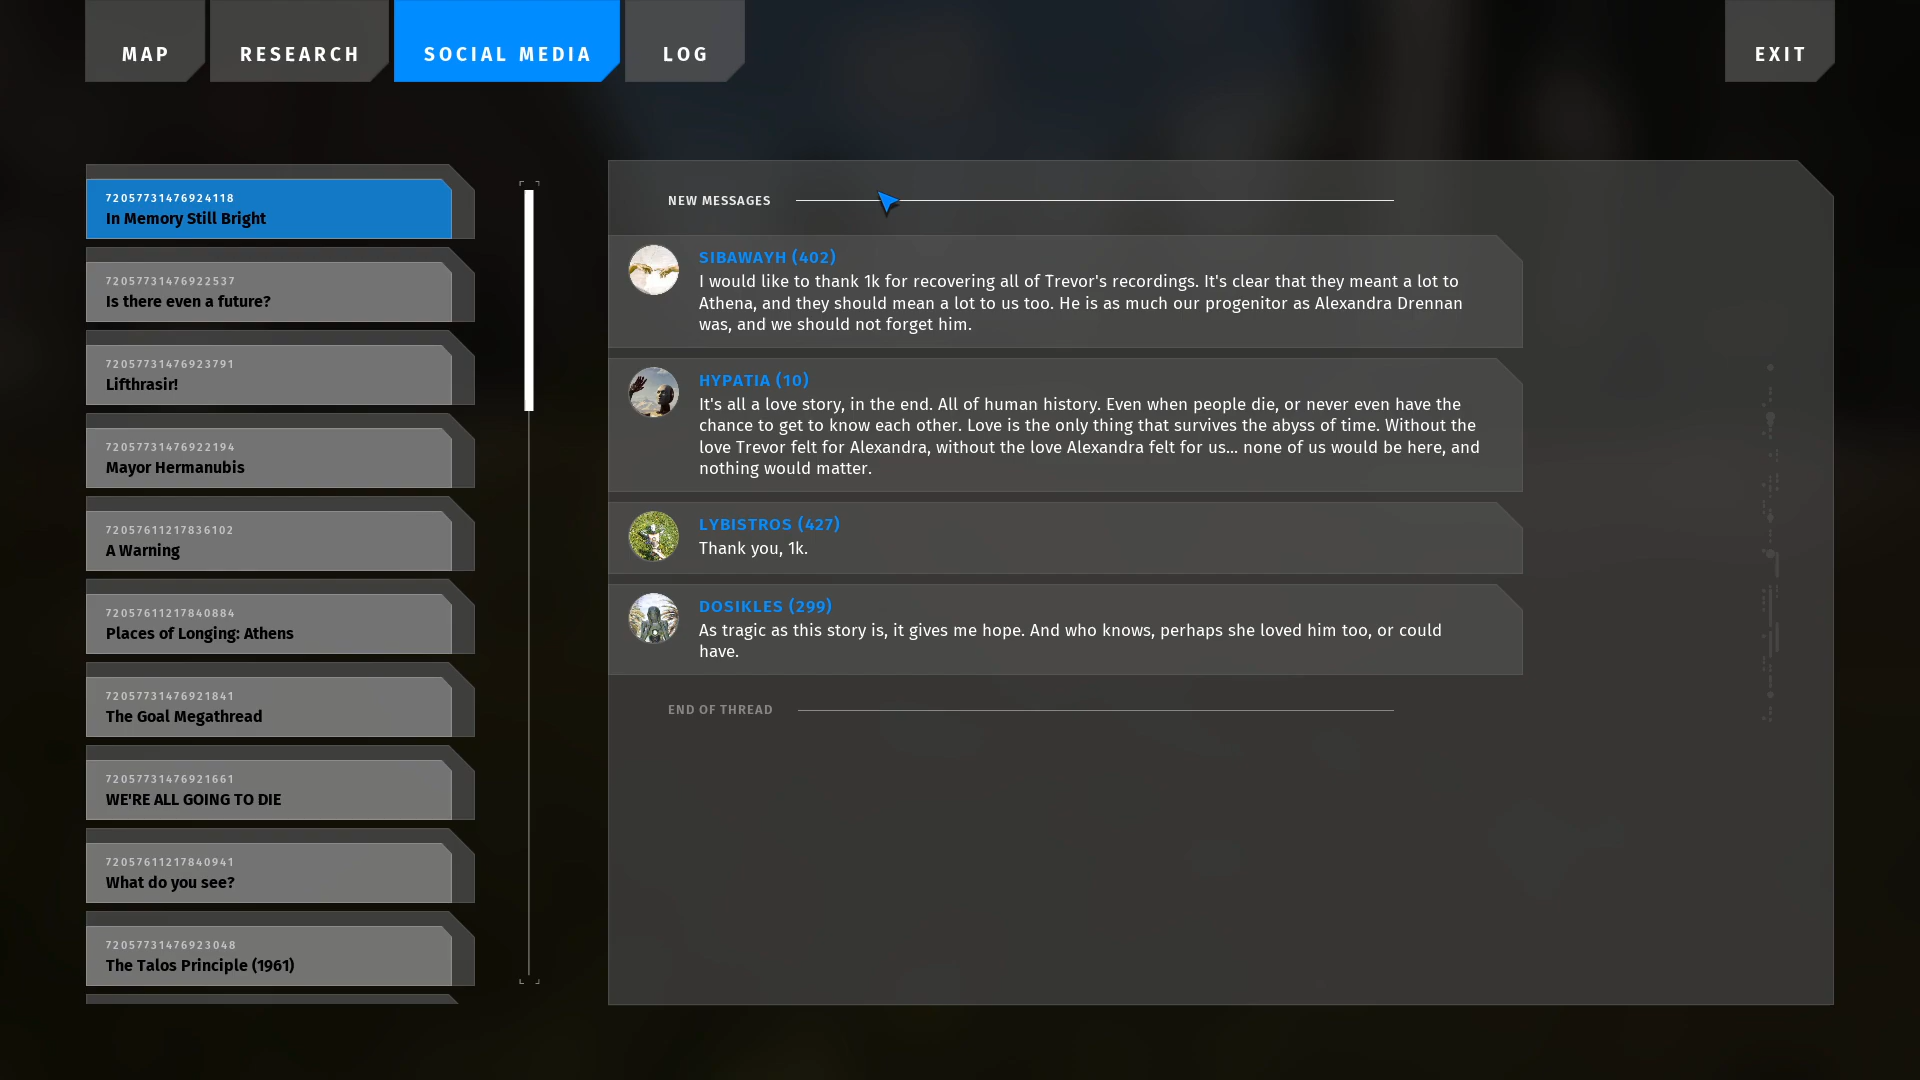 MAP
RESEARCH
SOCIAL MEDIA
LOG
EXIT
72057731476924118
In Memory Still Bright
72057731476922537
Is there even a future?
72057731476923791
Lifthrasir!
72057731476922194
Mayor Hermanubis
72057611217836102
A Warning
72057611217840884
Places of Longing: Athens
72057731476921841
The Goal Megathread
72057731476921661
WE'RE ALL GOING TO DIE
72057611217840941
What do you see?
72057731476923048
The Talos Principle (1961)
NEW MESSAGES
SIBAWAYH (402)
I would like to thank 1k for recovering all of Trevor's recordings. It's clear that they meant a lot to
Athena, and they should mean a lot to us too. He is as much our progenitor as Alexandra Drennan
was, and we should not forget him.
HYPATIA (10)
It's all a love story, in the end. All of human history. Even when people die, or never even have the
chance to get to know each other. Love is the only thing that survives the abyss of time. Without the
love Trevor felt for Alexandra, without the love Alexandra felt for us... none of us would be here, and
nothing would matter.
LYBISTROS (427)
Thank you, 1k.
DOSIKLES (299)
As tragic as this story is, it gives me hope. And who knows, perhaps she loved him too, or could
have.
END OF THREAD